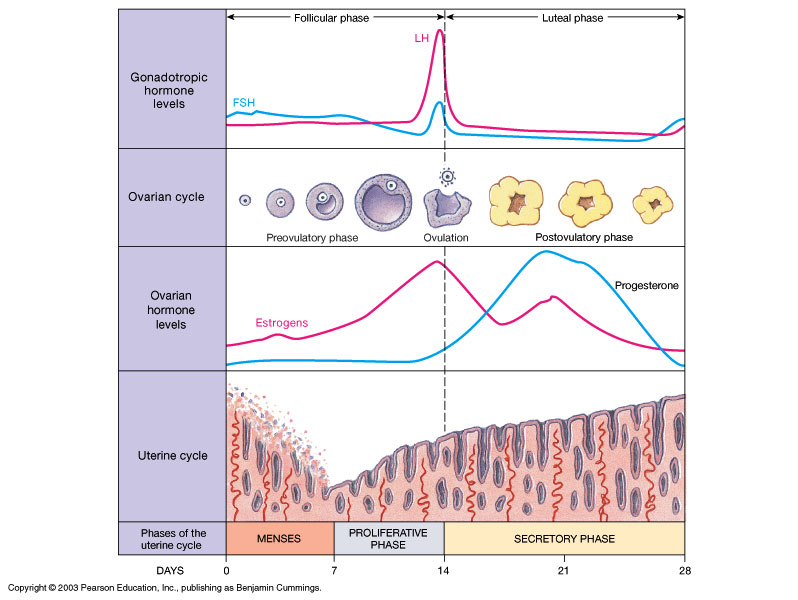 Follicular phase
Luteal phase
Gonadotropic
hormone
levels
LH
FSH
Ovarian cycle
Preovulatory phase
Ovulation
Postovulatory phase
Ovarian
hormone
levels
Estrogens
Progesterone
Uterine cycle
Phases of the
uterine cycle
MENSES
PROLIFERATIVE
PHASE
SECRETORY PHASE
DAYS
0
7
14
21
28
Copyright © 2003 Pearson Education, Inc., publishing as Benjamin Cummings.